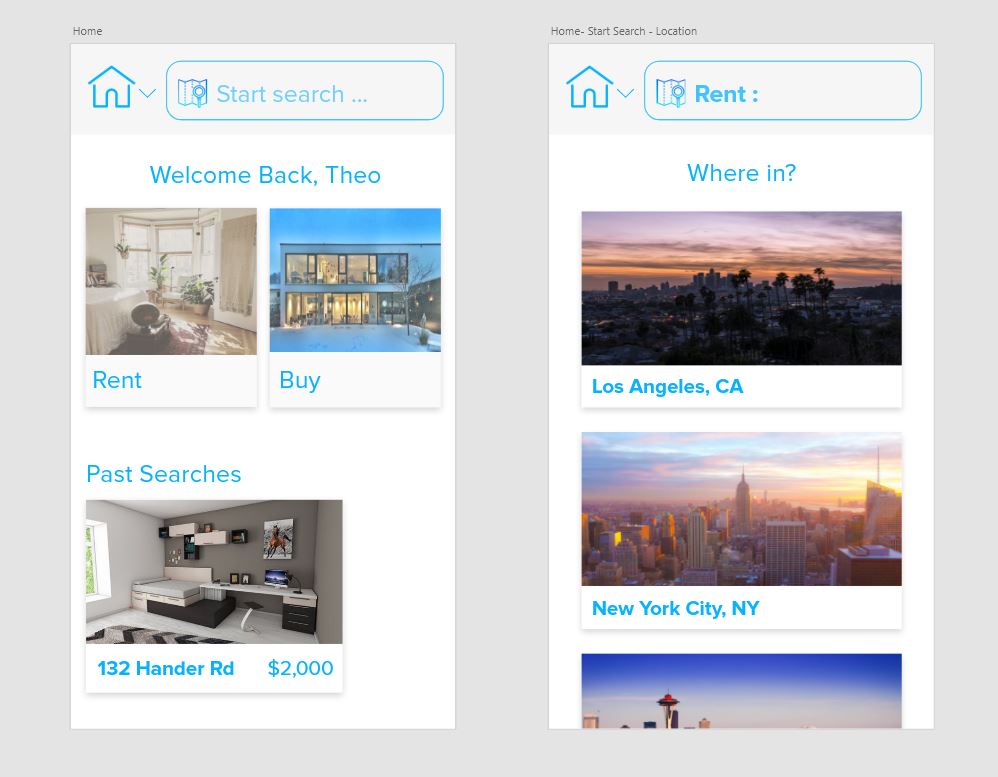 Home
Start search ...
Welcome Back, Theo
Rent
Buy
Past Searches
132 Hander Rd
$2,000
Home- Start Search - Location
Rent :
Where in?
Los Angeles, CA
New York City, NY